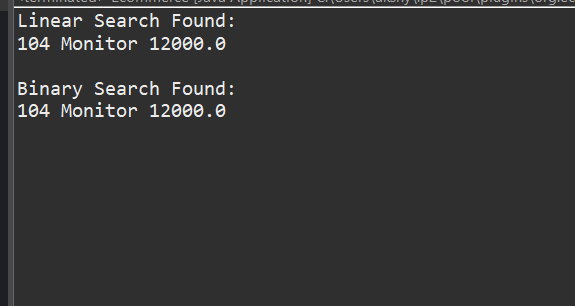 Linear Search Found:
104 Monitor 12000.0
Binary Search Found:
104 Monitor 12000.0